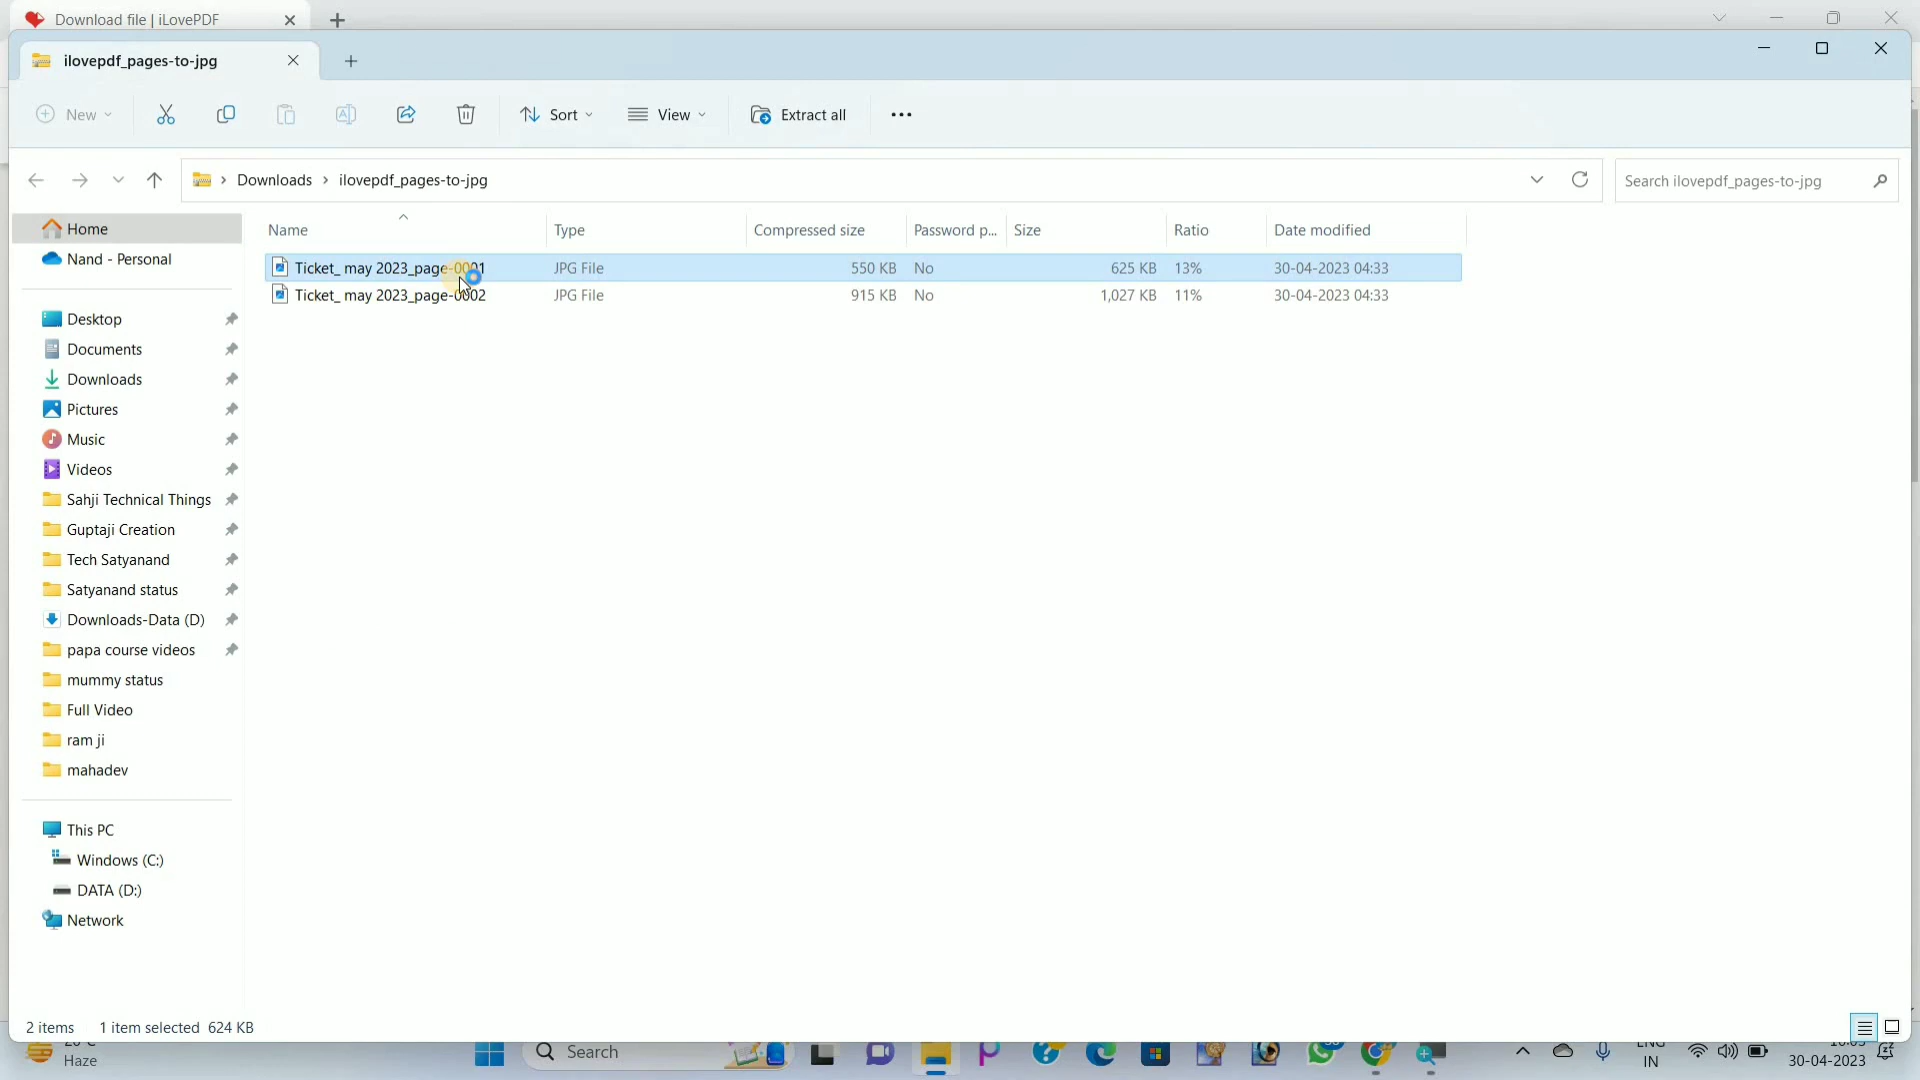 Download file | iLovePDF
ilovepdf_pages-to-jpg
New
Sort
View
Extract all
Downloads > ilovepdf_pages-to-jpg
Search ilovepdf_pages-to-jpg
Name Type Compressed size Password p... Size Ratio Date modified
Ticket_ may 2023_page-0001 JPG File 550 KB No 625 KB 13% 30-04-2023 04:33
Ticket_ may 2023_page-0002 JPG File 915 KB No 1,027 KB 11% 30-04-2023 04:33
Home
Nand - Personal
Desktop
Documents
Downloads
Pictures
Music
Videos
Sahji Technical Things
Guptaji Creation
Tech Satyanand
Satyanand status
Downloads-Data (D)
papa course videos
mummy status
Full Video
ram ji
mahadev
This PC
Windows (C:)
DATA (D:)
Network
2 items 1 item selected 624 KB
Haze
Search
ENG
IN
30-04-2023